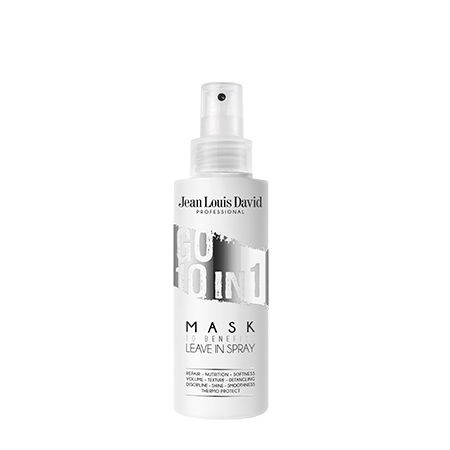 Jean Louis David
PROFESSIONAL
GO
10 IN 1
MASK
10 BENEFITS
LEAVE IN SPRAY
REPAIR - NUTRITION - SOFTNESS
VOLUME - TEXTURE - DETANGLING
DISCIPLINE - SHINE - SMOOTHNESS
THERMO PROTECT